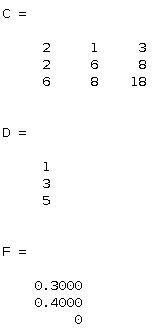 C =
2 1 3
2 6 8
6 8 18
D =
1
3
5
F =
0.3000
0.4000
0